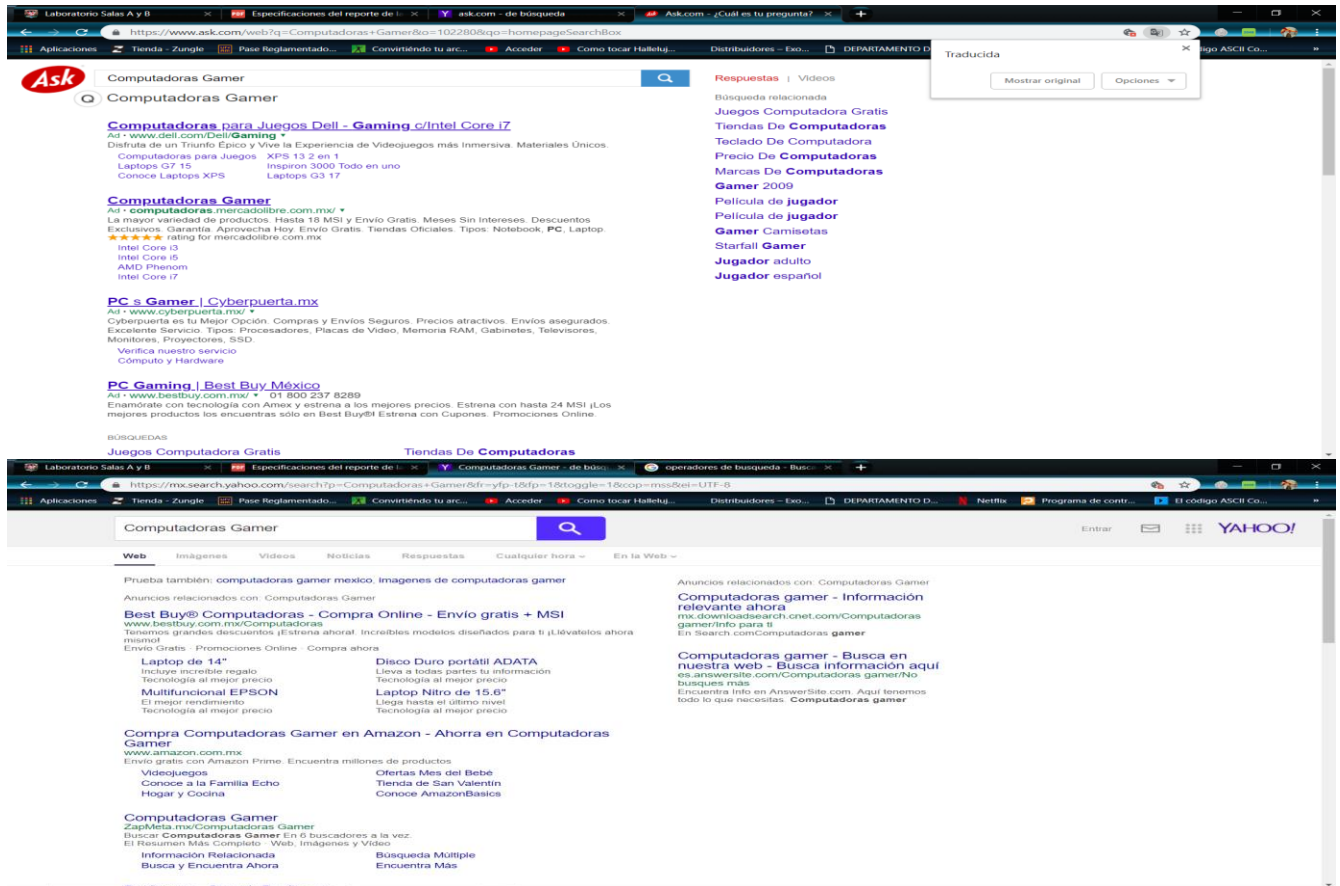 Laboratorio Salas A y B
Especificaciones del reporte de la
ask.com - de búsqueda
Ask.com - ¿Cuál es tu pregunta?
https://www.ask.com/web?q=Computadoras+Gamer&o=102280&qo=homepageSearchBox
Aplicaciones
Tienda - Zungle
Pase Reglamentado...
Convirtiéndo tu arc...
Acceder
Como tocar Halleluj...
Distribuidores – Exo...
DEPARTAMENTO D
igo ASCII Co...
Traducida
Mostrar original
Opciones
Ask
Computadoras Gamer
Computadoras Gamer
Computadoras para Juegos Dell - Gaming c/Intel Core i7
Ad • www.dell.com/Dell/Gaming
Disfruta de un Triunfo Épico y Vive la Experiencia de Videojuegos más Inmersiva. Materiales Únicos.
Computadoras para Juegos XPS 13 2 en 1
Laptops G7 15 Inspiron 3000 Todo en uno
Conoce Laptops XPS Laptops G3 17
Computadoras Gamer
Ad • computadoras.mercadolibre.com.mx/
La mayor variedad de productos. Hasta 18 MSI y Envío Gratis. Meses Sin Intereses. Descuentos
Exclusivos. Garantía. Aprovecha Hoy. Envío Gratis. Tiendas Oficiales. Tipos: Notebook, PC, Laptop.
rating for mercadolibre.com.mx
Intel Core i3
Intel Core i5
AMD Phenom
Intel Core i7
PC s Gamer | Cyberpuerta.mx
Ad • www.cyberpuerta.mx/
Cyberpuerta es tu Mejor Opción. Compras y Envíos Seguros. Precios atractivos. Envíos asegurados.
Excelente Servicio. Tipos: Procesadores, Placas de Video, Memoria RAM, Gabinetes, Televisores,
Monitores, Proyectores, SSD.
Verifica nuestro servicio
Cómputo y Hardware
PC Gaming | Best Buy México
Ad • www.bestbuy.com.mx/ 01 800 237 8289
Enamórate con tecnología con Amex y estrena a los mejores precios. Estrena con hasta 24 MSI ¡Los
mejores productos los encuentras sólo en Best Buy®! Estrena con Cupones. Promociones Online.
BÚSQUEDAS
Juegos Computadora Gratis Tiendas De Computadoras
Respuestas | Videos
Búsqueda relacionada
Juegos Computadora Gratis
Tiendas De Computadoras
Teclado De Computadora
Precio De Computadoras
Marcas De Computadoras
Gamer 2009
Película de jugador
Película de jugador
Gamer Camisetas
Starfall Gamer
Jugador adulto
Jugador español
Laboratorio Salas A y B
Especificaciones del reporte de la
Computadoras Gamer - de búsq
operadores de busqueda - Busc
https://mx.search.yahoo.com/search?p=Computadoras+Gamer&fr=yfp-t&fp=1&toggle=1&cop=mss&ei=UTF-8
Aplicaciones
Tienda - Zungle
Pase Reglamentado...
Convirtiéndo tu arc...
Acceder
Como tocar Halleluj...
Distribuidores – Exo...
DEPARTAMENTO D...
Netflix
Programa de contr...
El código ASCII Co...
Computadoras Gamer
Entrar
YAHOO!
Web Imágenes Videos Noticias Respuestas Cualquier hora En la Web
Prueba también: computadoras gamer mexico, imagenes de computadoras gamer
Anuncios relacionados con: Computadoras Gamer
Best Buy® Computadoras - Compra Online - Envío gratis + MSI
www.bestbuy.com.mx/Computadoras
Tenemos grandes descuentos ¡Estrena ahora!. Increíbles modelos diseñados para ti ¡Llévatelos ahora
mismo!
Envío Gratis · Promociones Online · Compra ahora
Laptop de 14"
Incluye increíble regalo
Tecnología al mejor precio
Disco Duro portátil ADATA
Lleva a todas partes tu información
Tecnología al mejor precio
Multifuncional EPSON
El mejor rendimiento
Tecnología al mejor precio
Laptop Nitro de 15.6"
Llega hasta el último nivel
Tecnología al mejor precio
Compra Computadoras Gamer en Amazon - Ahorra en Computadoras
Gamer
www.amazon.com.mx
Envío gratis con Amazon Prime. Encuentra millones de productos
Videojuegos Ofertas Mes del Bebé
Conoce a la Familia Echo Tienda de San Valentín
Hogar y Cocina Conoce AmazonBasics
Computadoras Gamer
ZapMeta.mx/Computadoras Gamer
Buscar Computadoras Gamer En 6 buscadores a la vez.
El Resumen Más Completo · Web, Imágenes y Vídeo
Información Relacionada Búsqueda Múltiple
Busca y Encuentra Ahora Encuentra Más
Anuncios relacionados con: Computadoras Gamer
Computadoras gamer - Información
relevante ahora
mx.downloadsearch.cnet.com/Computadoras
gamer/Info para ti
En Search.comComputadoras gamer
Computadoras gamer - Busca en
nuestra web - Busca información aquí
es.answersite.com/Computadoras gamer/No
busques más
Encuentra Info en AnswerSite.com. Aquí tenemos
todo lo que necesitas. Computadoras gamer